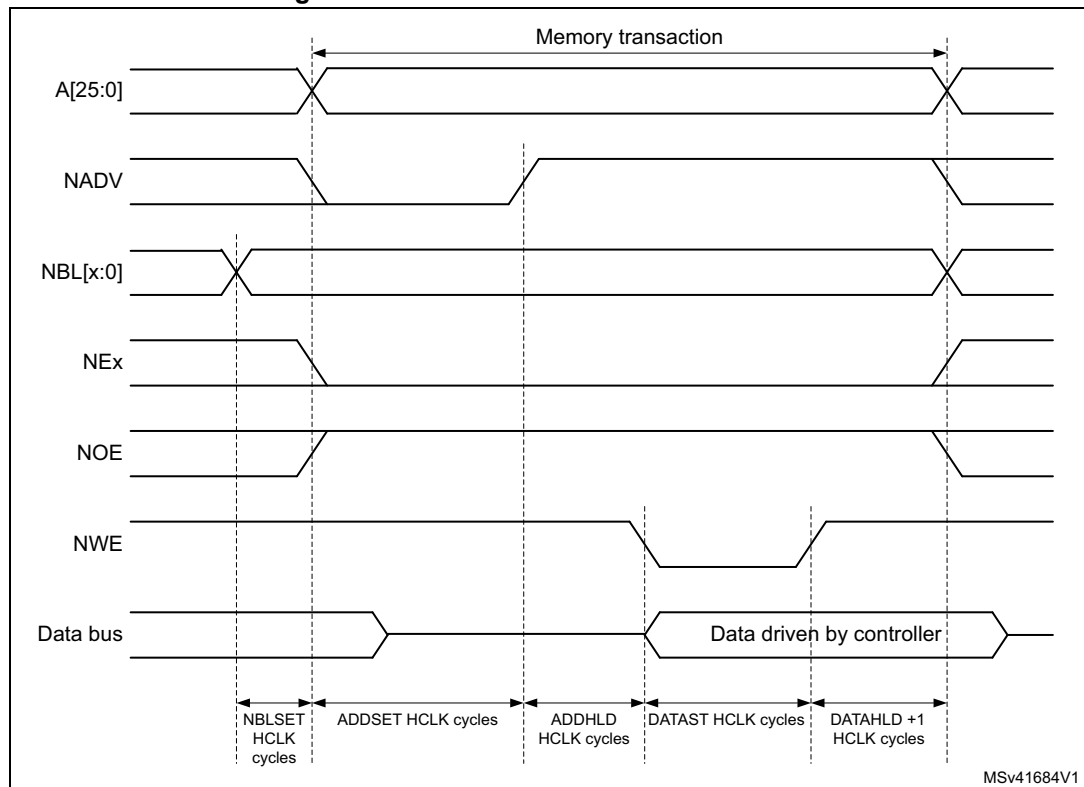 g
Memory transaction
A[25:0]
NADV
NBL[x:0]
NEx
NOE
NWE
Data bus
Data driven by controller
NBLSET
HCLK
cycles
ADDSET HCLK cycles
ADDHLD
HCLK cycles
DATAST HCLK cycles
DATAHLD +1
HCLK cycles
MSv41684V1